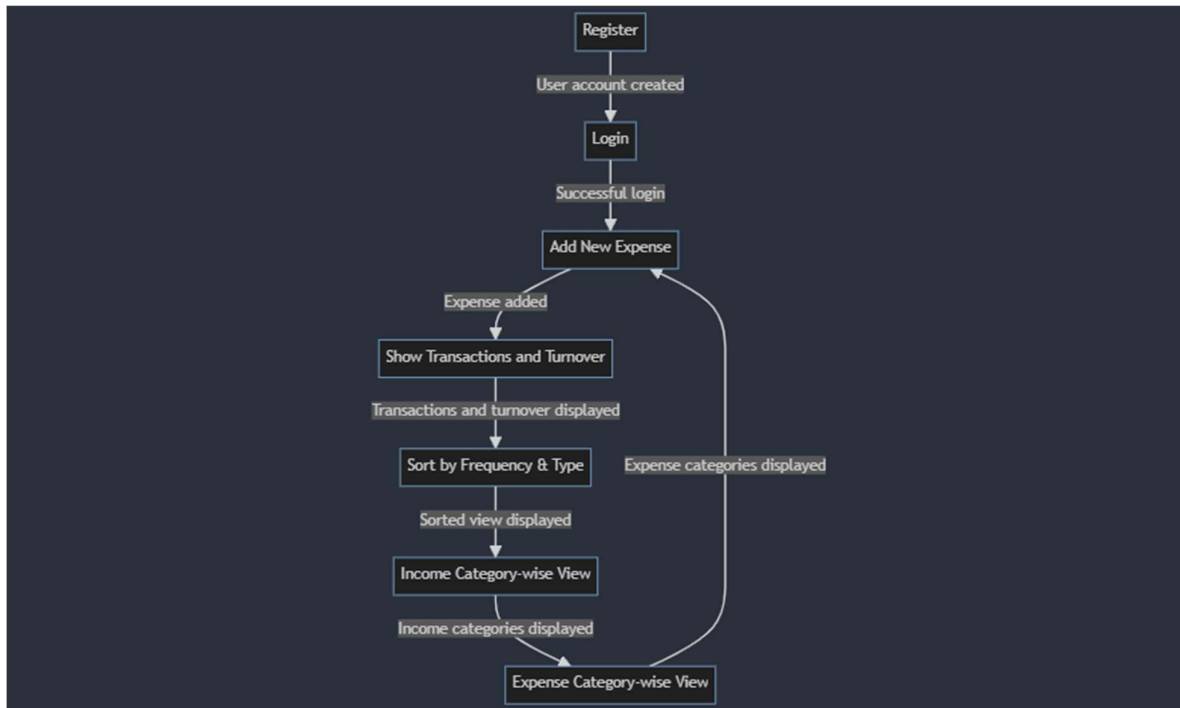 Register
User account created
Login
Successful login
Add New Expense
Expense added
Show Transactions and Turnover
Transactions and turnover displayed
Sort by Frequency & Type
Expense categories displayed
Sorted view displayed
Income Category-wise View
Income categories displayed
Expense Category-wise View